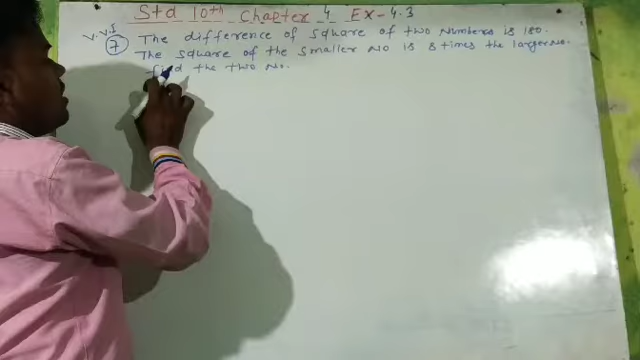 Std 10th Chapter 4 Ex-4.3
V.V.I
7 The difference of square of two Numbers is 180.
The square of the smaller No is 8 times the larger No.
find the two No.